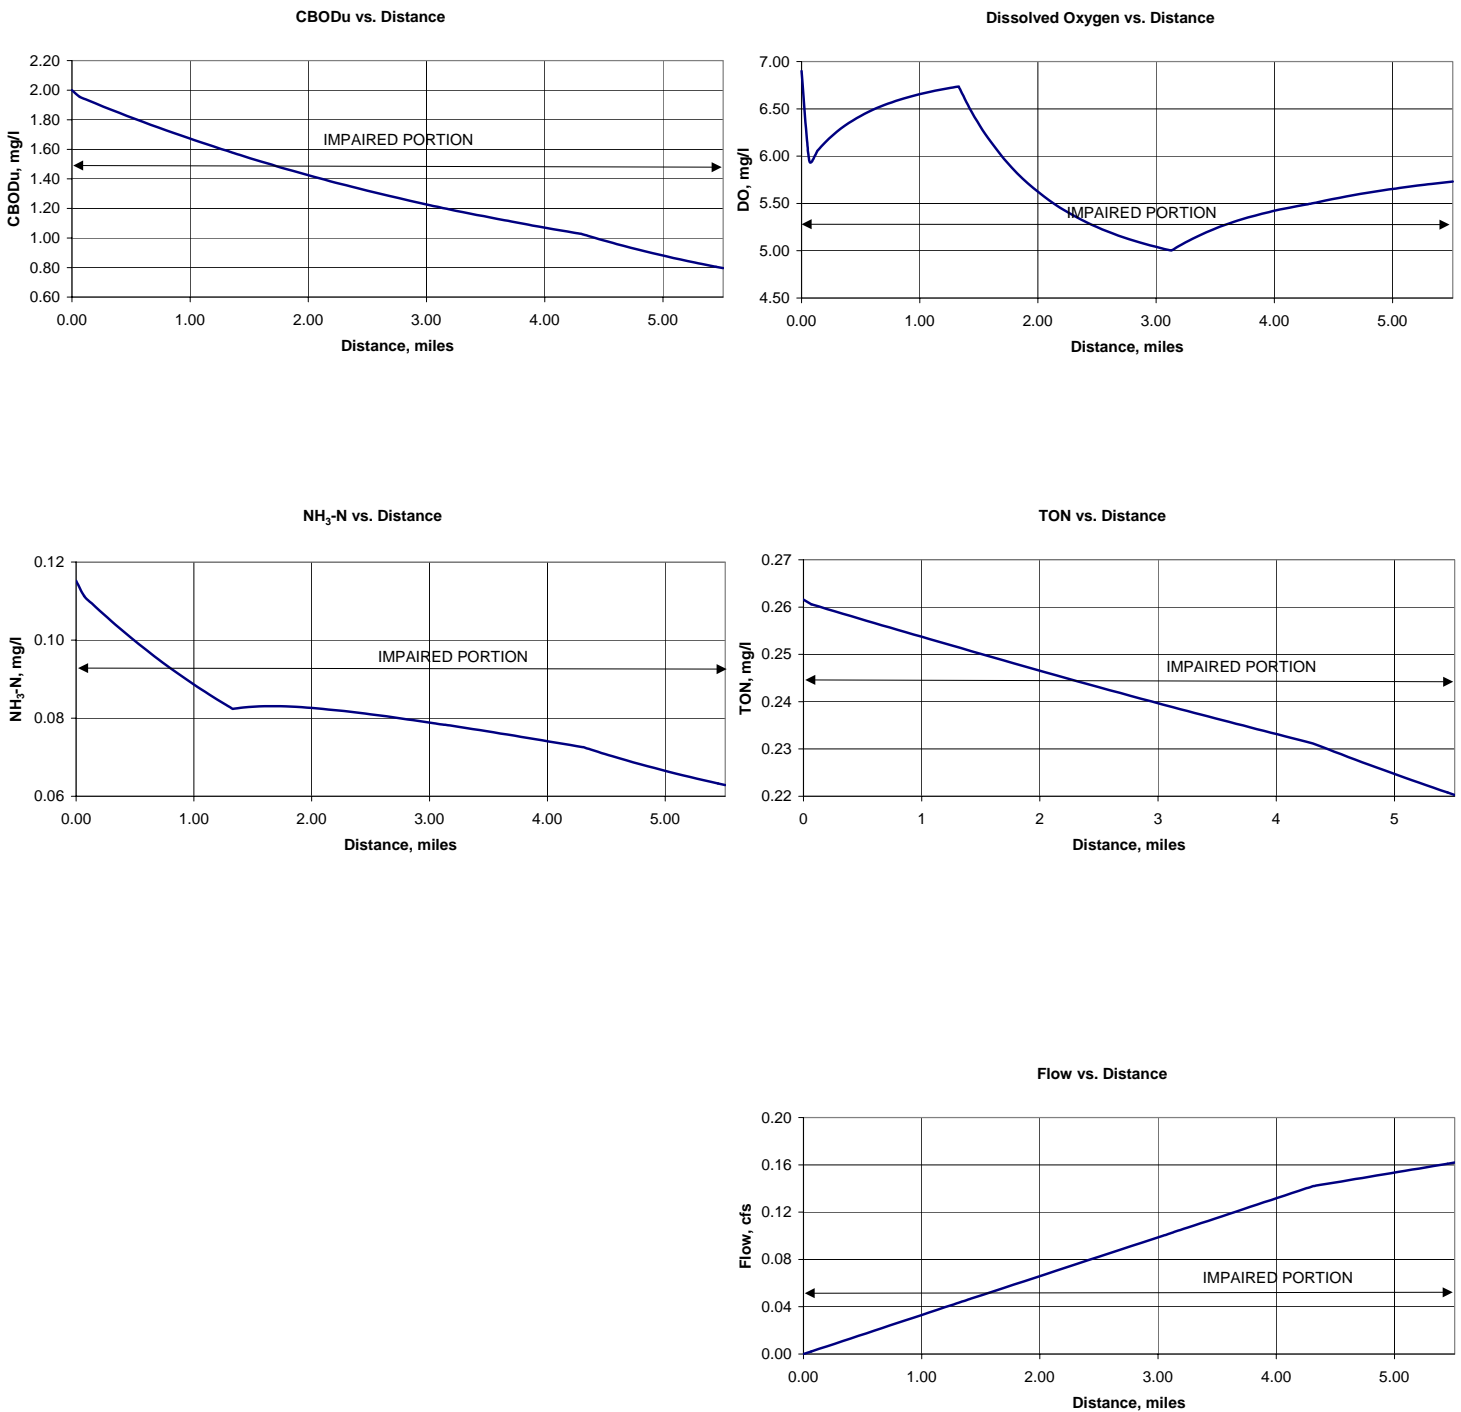 CBODu vs. Distance
2.20
2.00
1.80
1.60
1.40
1.20
1.00
0.80
0.60
CBODu, mg/l
IMPAIRED PORTION
0.00 1.00 2.00 3.00 4.00 5.00
Distance, miles
Dissolved Oxygen vs. Distance
7.00
6.50
6.00
5.50
5.00
4.50
DO, mg/l
IMPAIRED PORTION
0.00 1.00 2.00 3.00 4.00 5.00
Distance, miles
NH₃-N vs. Distance
0.12
0.10
0.08
0.06
NH₃-N, mg/l
IMPAIRED PORTION
0.00 1.00 2.00 3.00 4.00 5.00
Distance, miles
TON vs. Distance
0.27
0.26
0.25
0.24
0.23
0.22
TON, mg/l
IMPAIRED PORTION
0 1 2 3 4 5
Distance, miles
Flow vs. Distance
0.20
0.16
0.12
0.08
0.04
0.00
Flow, cfs
IMPAIRED PORTION
0.00 1.00 2.00 3.00 4.00 5.00
Distance, miles